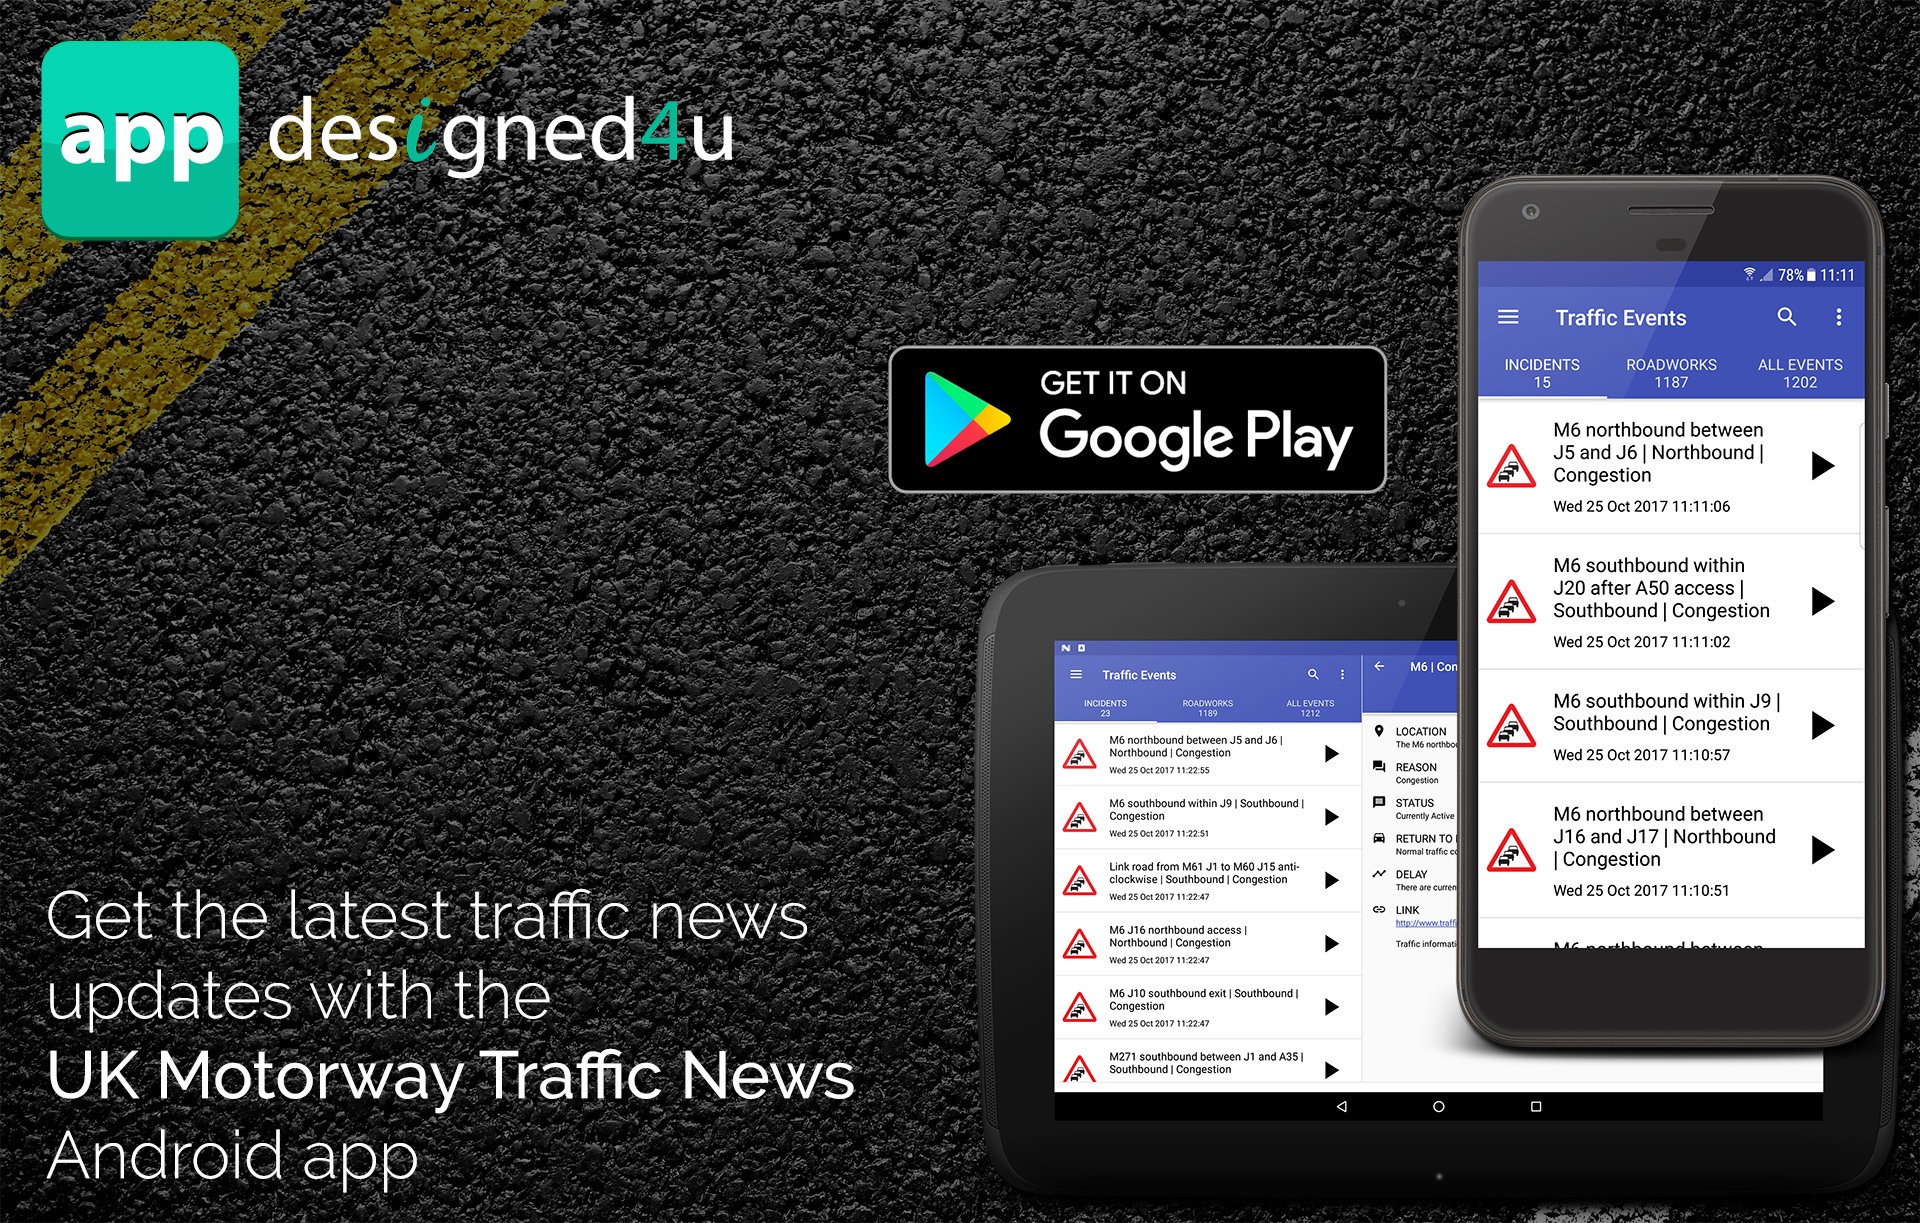 app designed4u
GET IT ON
Google Play
Get the latest traffic news
updates with the
UK Motorway Traffic News
Android app
78% 11:11
Traffic Events
INCIDENTS
15
ROADWORKS
1187
ALL EVENTS
1202
M6 northbound between
J5 and J6 | Northbound |
Congestion
Wed 25 Oct 2017 11:11:06
M6 southbound within
J20 after A50 access |
Southbound | Congestion
Wed 25 Oct 2017 11:11:02
M6 southbound within J9 |
Southbound | Congestion
Wed 25 Oct 2017 11:10:57
M6 northbound between
J16 and J17 | Northbound
| Congestion
Wed 25 Oct 2017 11:10:51
M6 northbound between
Traffic Events
INCIDENTS
23
ROADWORKS
1189
ALL EVENTS
1212
M6 northbound between J5 and J6 |
Northbound | Congestion
Wed 25 Oct 2017 11:22:55
M6 southbound within J9 | Southbound |
Congestion
Wed 25 Oct 2017 11:22:51
Link road from M61 J1 to M60 J15 anti-
clockwise | Southbound | Congestion
Wed 25 Oct 2017 11:22:47
M6 J16 northbound access |
Northbound | Congestion
Wed 25 Oct 2017 11:22:47
M6 J10 southbound exit | Southbound |
Congestion
Wed 25 Oct 2017 11:22:47
M271 southbound between J1 and A35 |
Southbound | Congestion
M6 | Con
LOCATION
The M6 northbo
REASON
Congestion
STATUS
Currently Active
RETURN TO
Normal traffic co
DELAY
There are curren
LINK
http://www.traff
Traffic informati